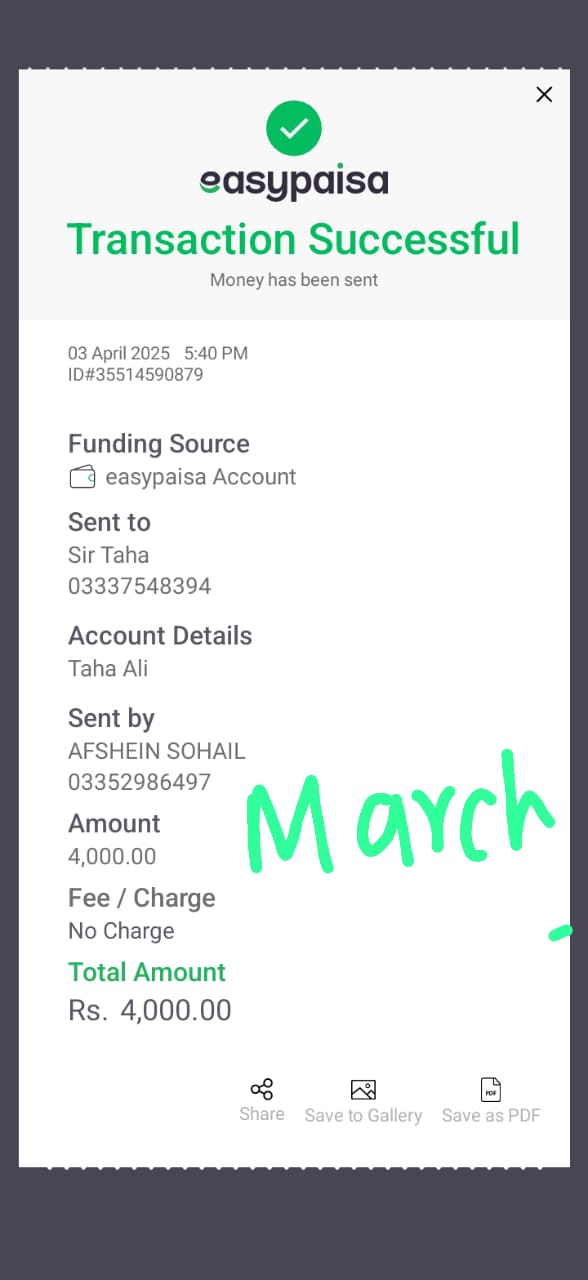 easypaisa
Transaction Successful
Money has been sent
03 April 2025 5:40 PM
ID#35514590879
Funding Source
easypaisa Account
Sent to
Sir Taha
03337548394
Account Details
Taha Ali
Sent by
AFSHEIN SOHAIL
03352986497
March
Amount
4,000.00
Fee / Charge
No Charge
Total Amount
Rs. 4,000.00
Share
Save to Gallery
PDF
Save as PDF